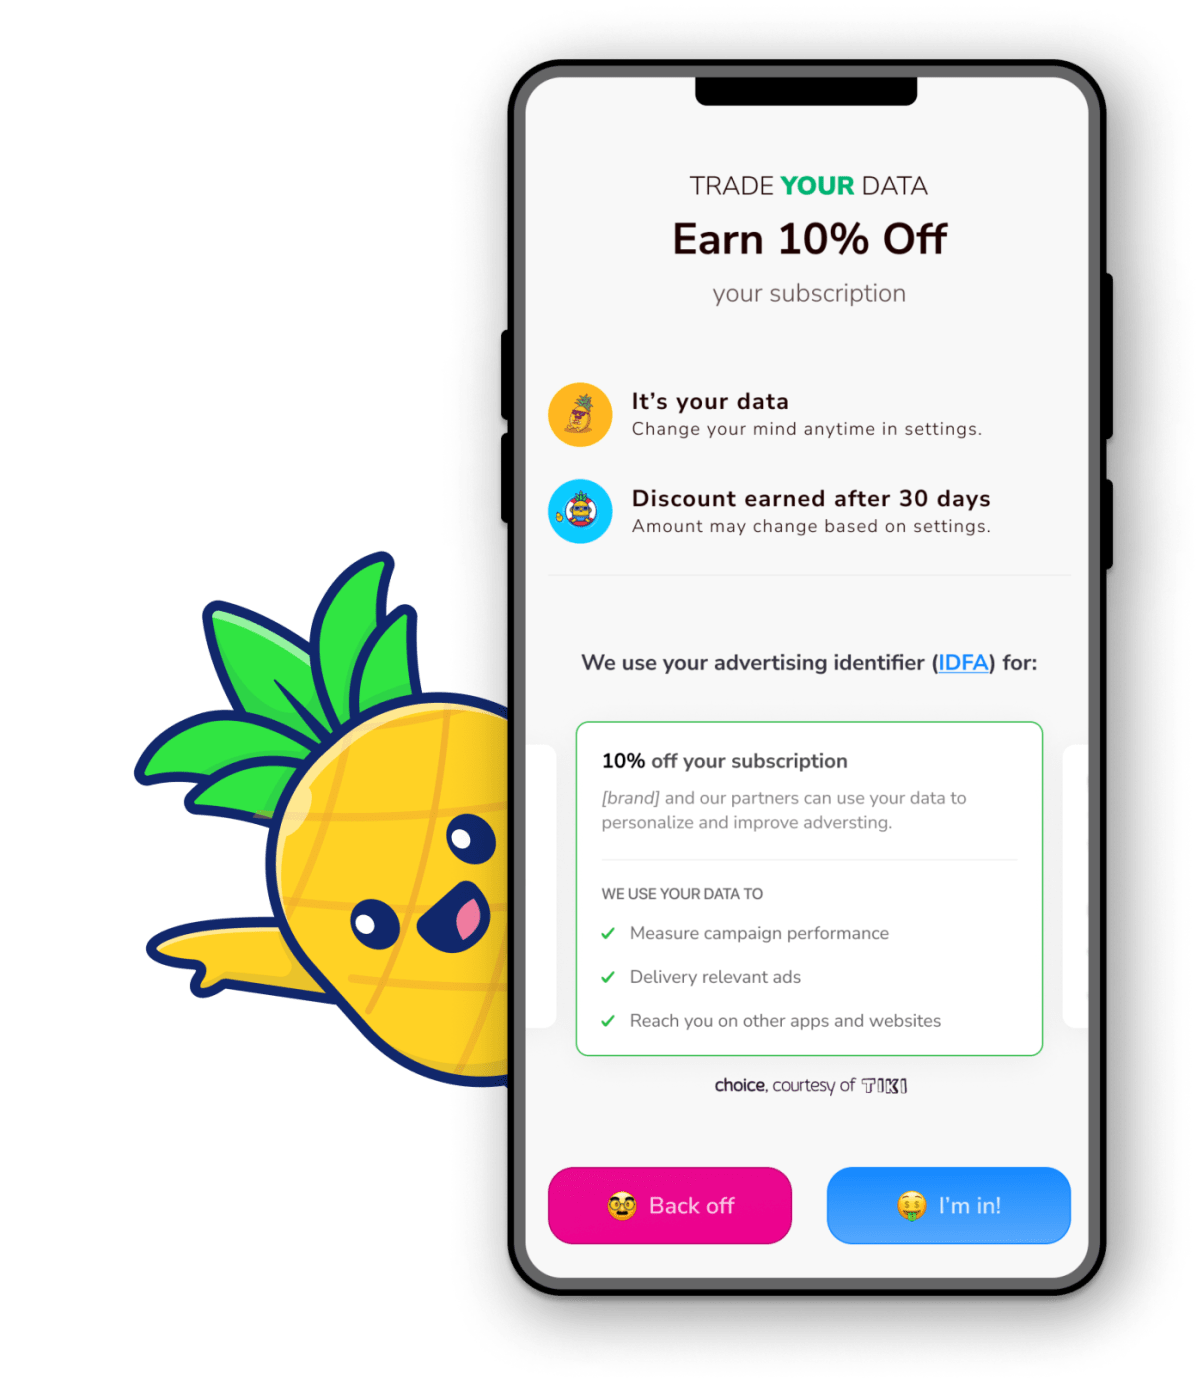 TRADE YOUR DATA
Earn 10% Off
your subscription
It's your data
Change your mind anytime in settings.
Discount earned after 30 days
Amount may change based on settings.
We use your advertising identifier (IDFA) for:
10% off your subscription
[brand] and our partners can use your data to
personalize and improve adversting.
WE USE YOUR DATA TO
Measure campaign performance
Delivery relevant ads
Reach you on other apps and websites
choice, courtesy of TIKI
Back off
I'm in!